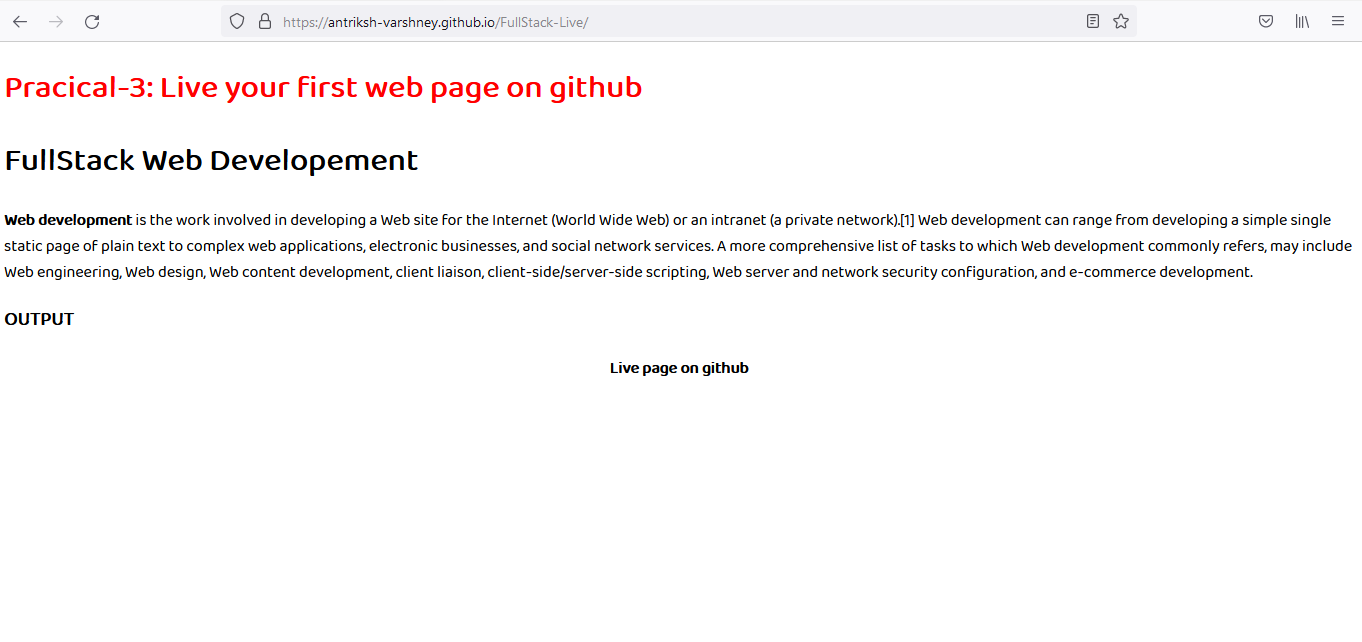 https://antriksh-varshney.github.io/FullStack-Live/
Pracical-3: Live your first web page on github
FullStack Web Developement
Web development is the work involved in developing a Web site for the Internet (World Wide Web) or an intranet (a private network).[1] Web development can range from developing a simple single
static page of plain text to complex web applications, electronic businesses, and social network services. A more comprehensive list of tasks to which Web development commonly refers, may include
Web engineering, Web design, Web content development, client liaison, client-side/server-side scripting, Web server and network security configuration, and e-commerce development.
OUTPUT
Live page on github